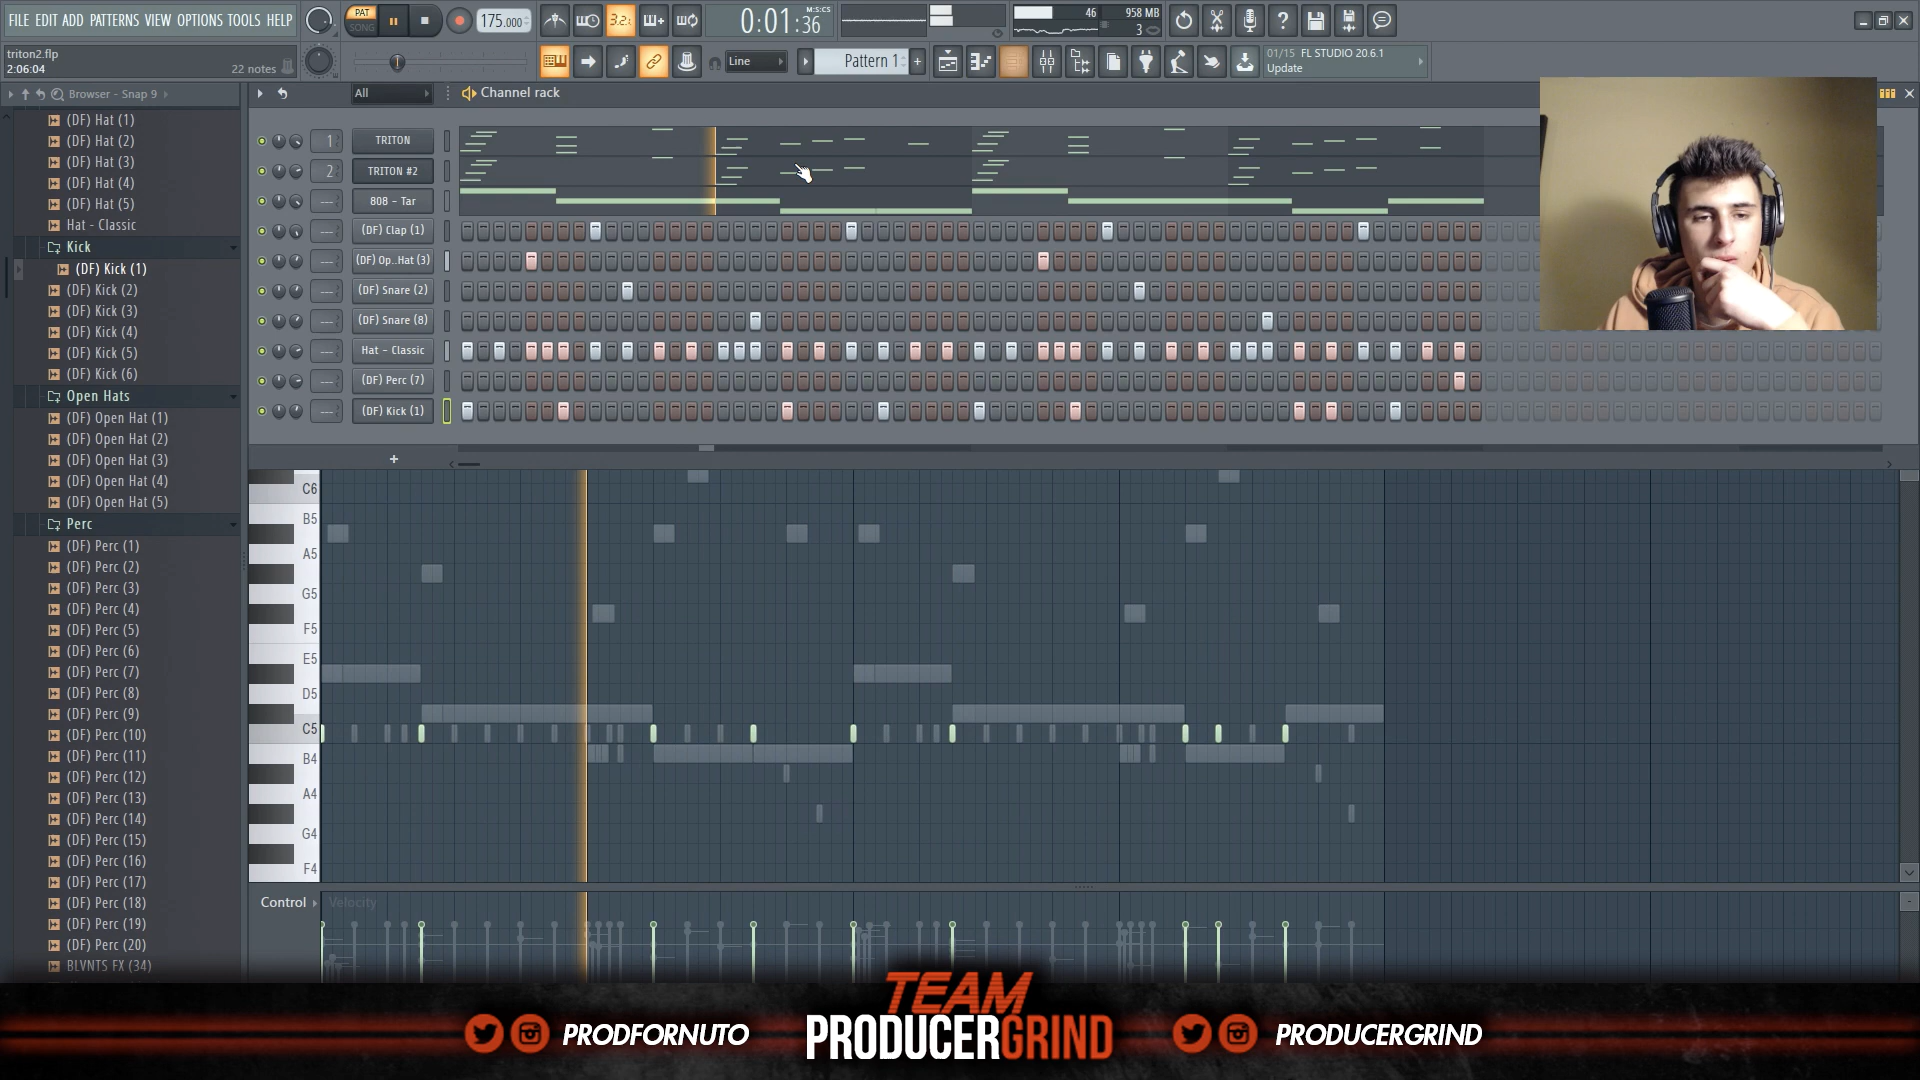 FILE EDIT ADD PATTERNS VIEW OPTIONS TOOLS HELP
PAT
SONG
175.000
3.2.
0:01:36
M:S:CS
46
958 MB
3
triton2.flp
2:06:04
22 notes
Line
Pattern 1
+
01/15 FL STUDIO 20.6.1
Update
Browser - Snap 9
All
Channel rack
(DF) Hat (1)
(DF) Hat (2)
(DF) Hat (3)
(DF) Hat (4)
(DF) Hat (5)
Hat - Classic
Kick
(DF) Kick (1)
(DF) Kick (2)
(DF) Kick (3)
(DF) Kick (4)
(DF) Kick (5)
(DF) Kick (6)
Open Hats
(DF) Open Hat (1)
(DF) Open Hat (2)
(DF) Open Hat (3)
(DF) Open Hat (4)
(DF) Open Hat (5)
Perc
(DF) Perc (1)
(DF) Perc (2)
(DF) Perc (3)
(DF) Perc (4)
(DF) Perc (5)
(DF) Perc (6)
(DF) Perc (7)
(DF) Perc (8)
(DF) Perc (9)
(DF) Perc (10)
(DF) Perc (11)
(DF) Perc (12)
(DF) Perc (13)
(DF) Perc (14)
(DF) Perc (15)
(DF) Perc (16)
(DF) Perc (17)
(DF) Perc (18)
(DF) Perc (19)
(DF) Perc (20)
BLVNTS FX (34)
1 TRITON
2 TRITON #2
--- 808 - Tar
--- (DF) Clap (1)
--- (DF) Op..Hat (3)
--- (DF) Snare (2)
--- (DF) Snare (8)
--- Hat - Classic
--- (DF) Perc (7)
--- (DF) Kick (1)
+
C6
B5
A5
G5
F5
E5
D5
C5
B4
A4
G4
F4
Control
Velocity
TEAM
PRODFORNUTO PRODUCERGRIND PRODUCERGRIND